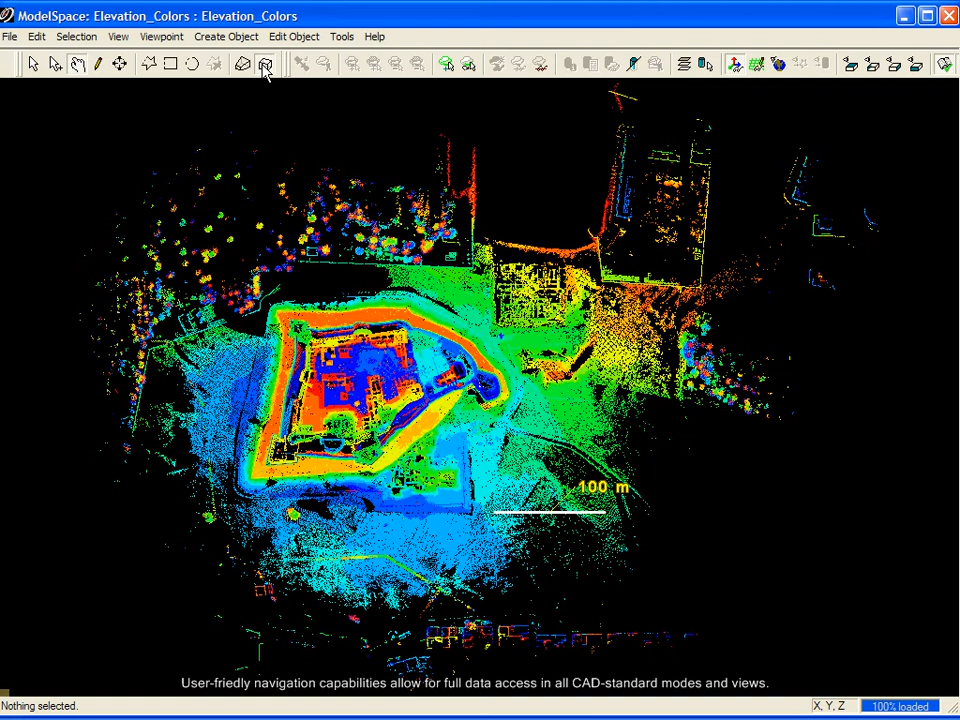 ModelSpace: Elevation_Colors : Elevation_Colors
File Edit Selection View Viewpoint Create Object Edit Object Tools Help
100 m
User-friedly navigation capabilities allow for full data access in all CAD-standard modes and views.
Nothing selected. X, Y, Z 100% loaded